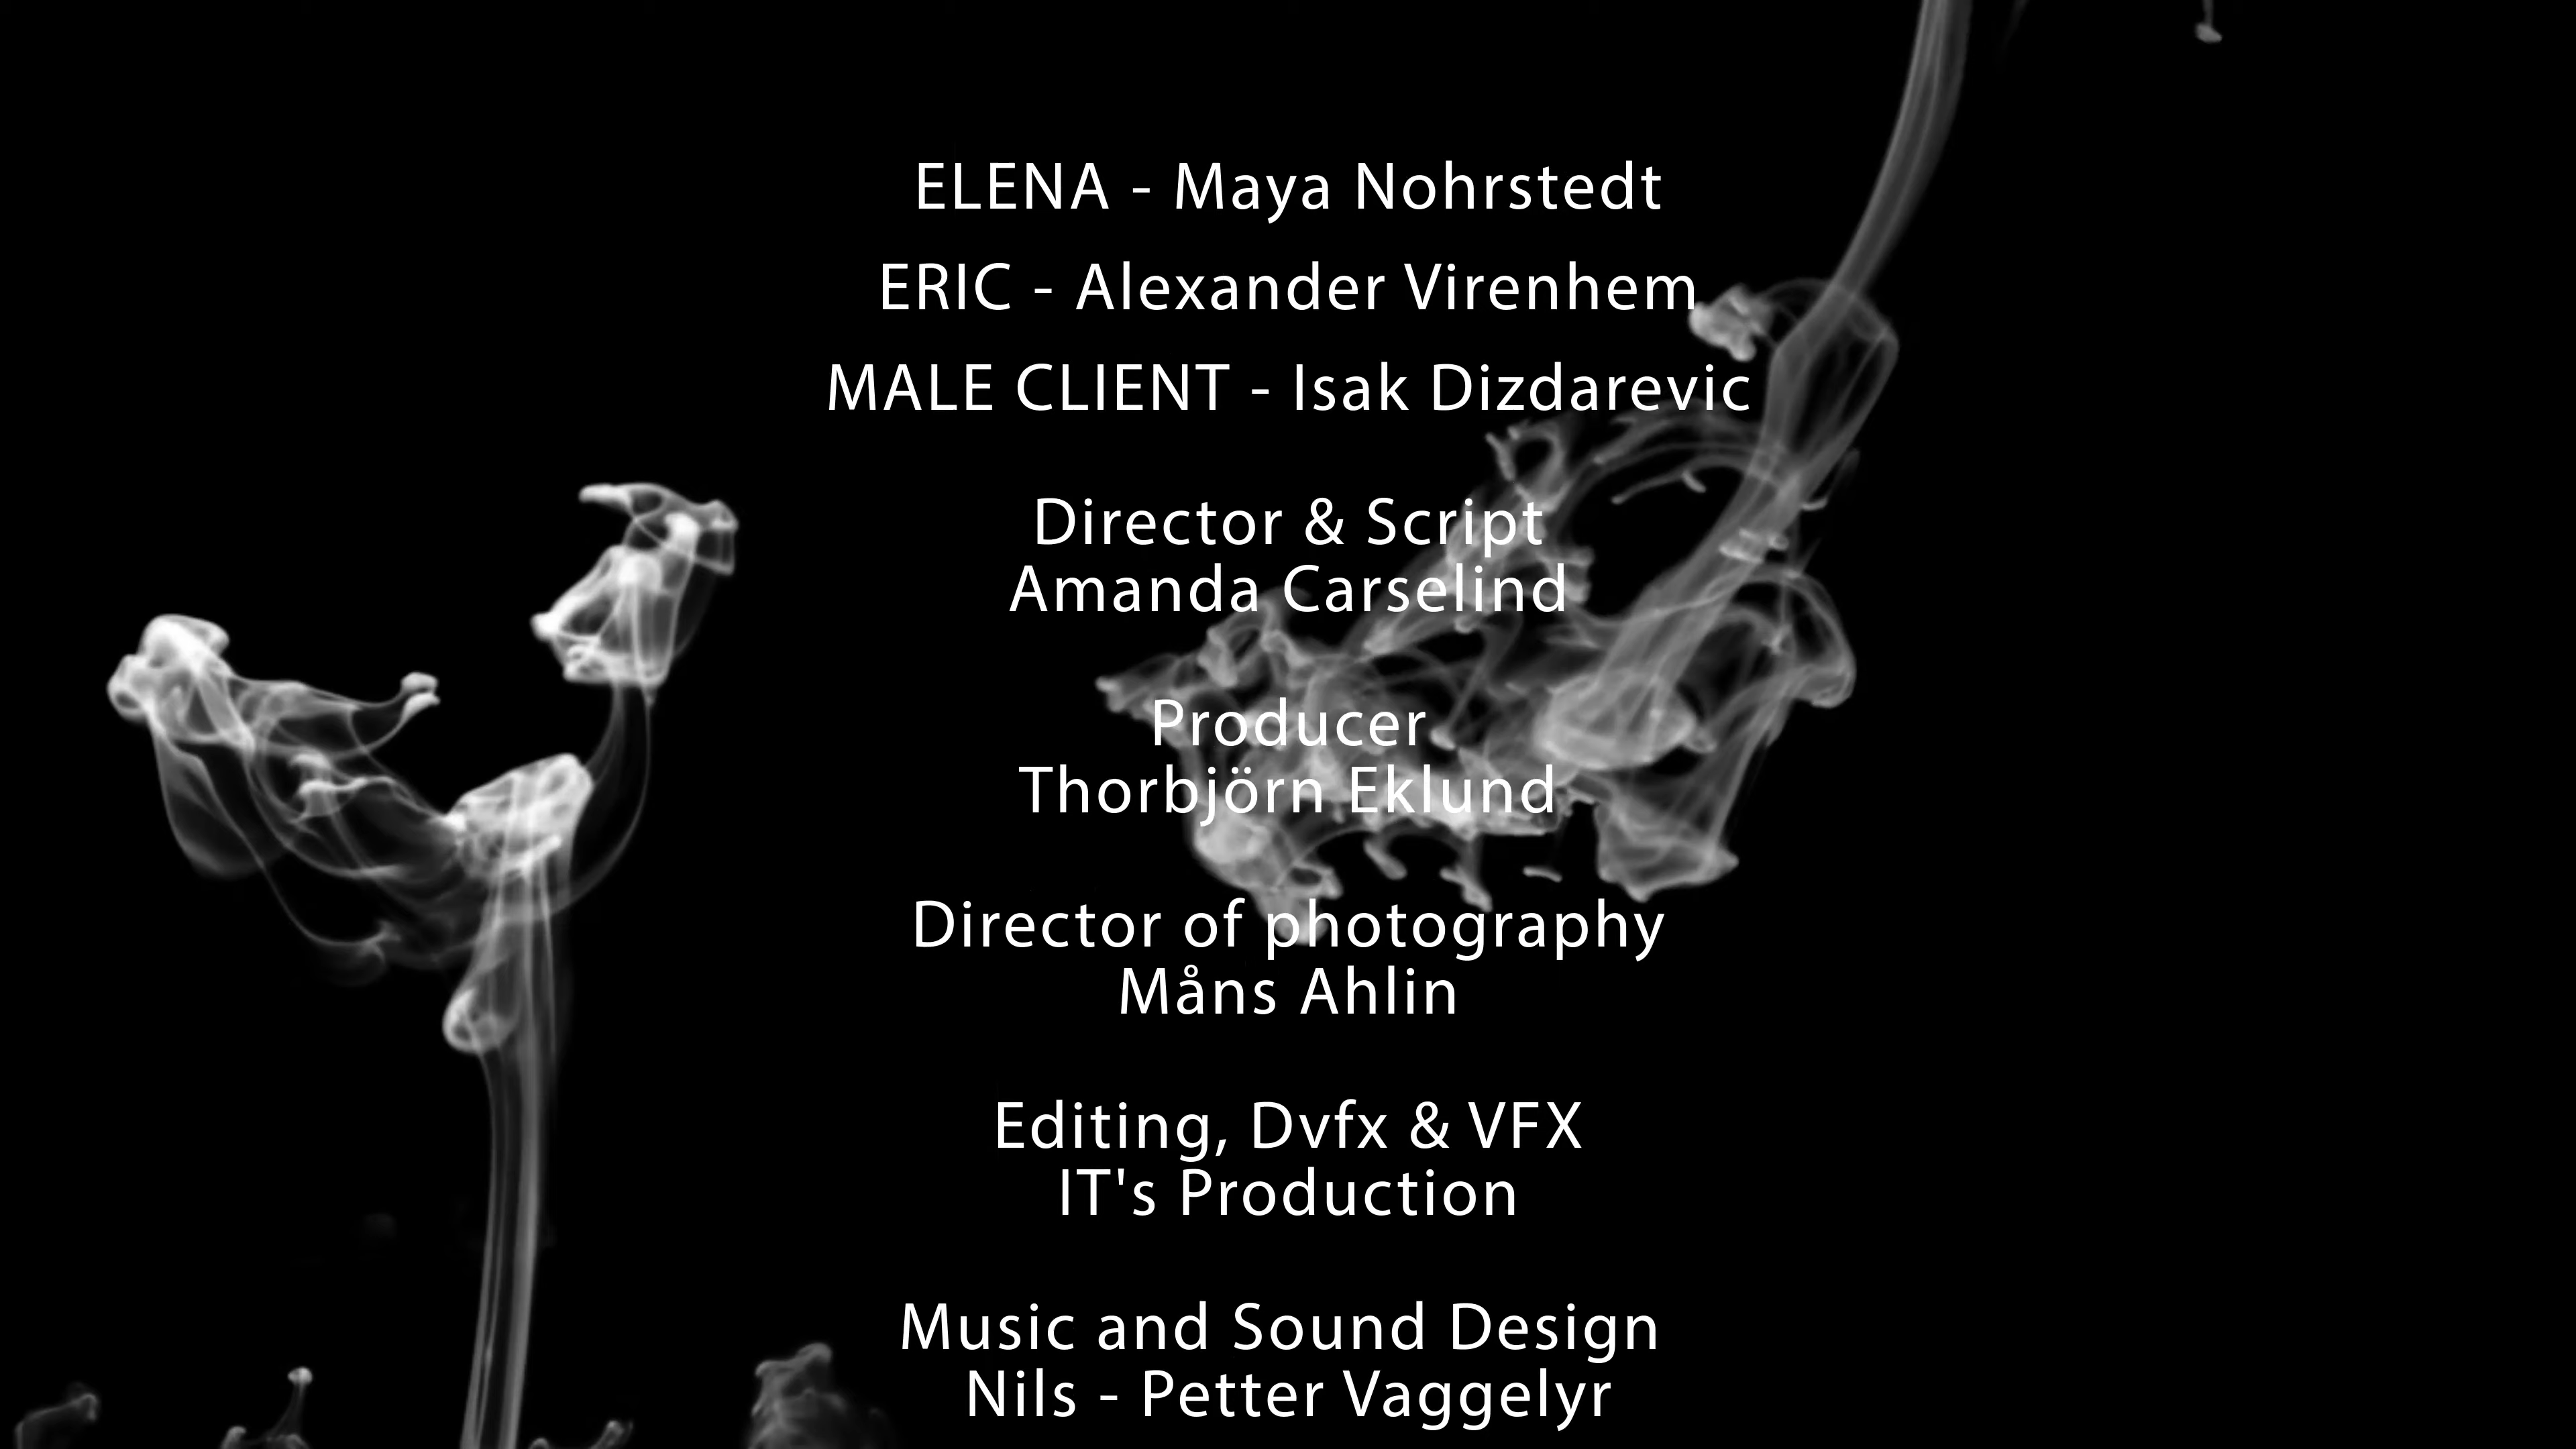 ELENA - Maya Nohrstedt
ERIC - Alexander Virenhem
MALE CLIENT - Isak Dizdarevic
Director & Script
Amanda Carselind
Producer
Thorbjörn Eklund
Director of photography
Måns Ahlin
Editing, Dvfx & VFX
IT's Production
Music and Sound Design
Nils - Petter Vaggelyr